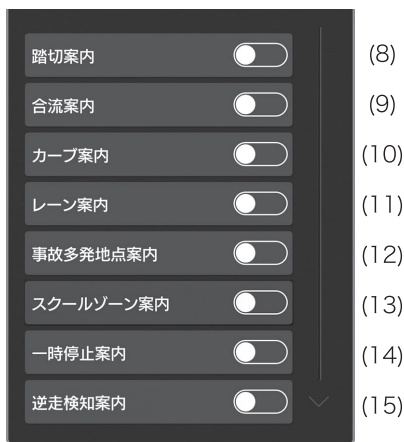 踏切案内 (8)
合流案内 (9)
カーブ案内 (10)
レーン案内 (11)
事故多発地点案内 (12)
スクールゾーン案内 (13)
一時停止案内 (14)
逆走検知案内 (15)